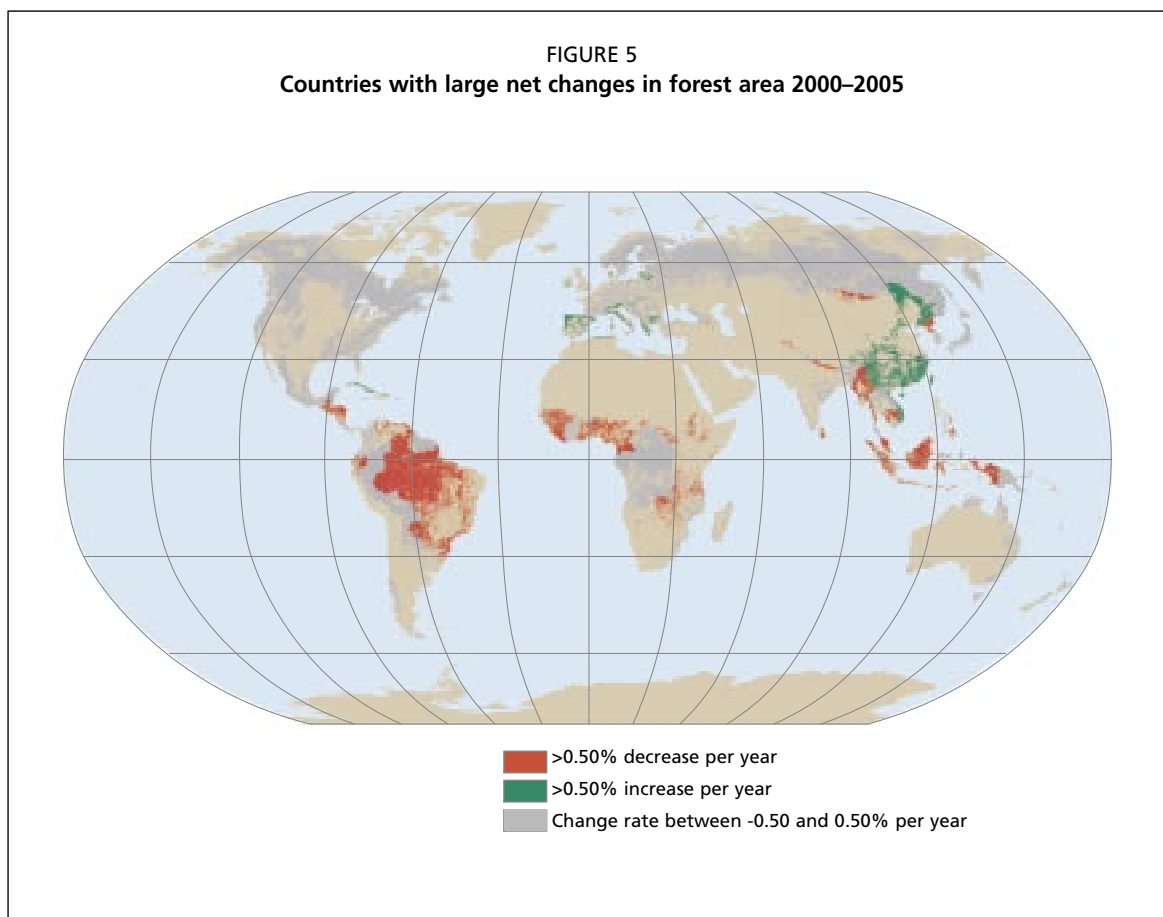 FIGURE 5
Countries with large net changes in forest area 2000–2005
>0.50% decrease per year
>0.50% increase per year
Change rate between -0.50 and 0.50% per year